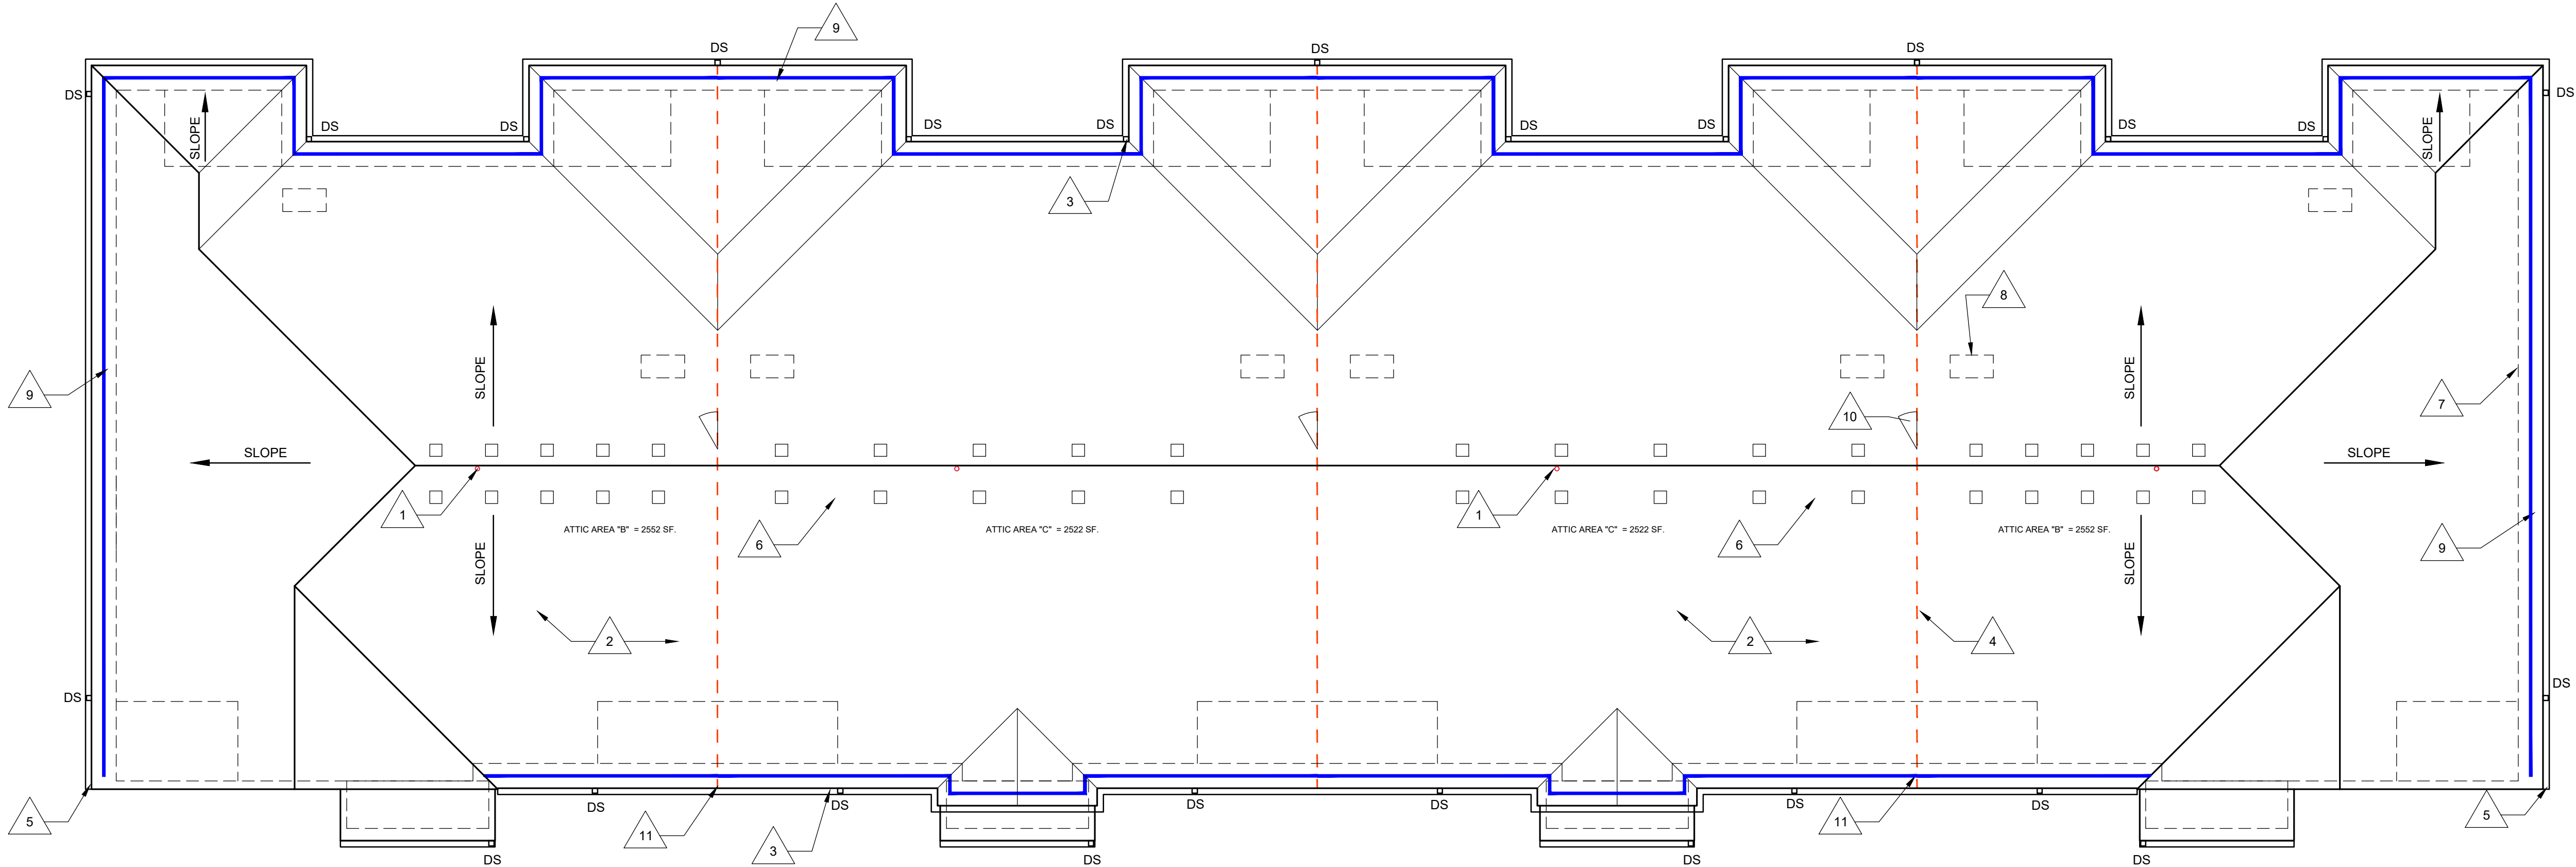 9
DS
DS
DS
DS
DS
DS
DS
DS
DS
DS
DS
DS
DS
SLOPE
SLOPE
3
8
SLOPE
SLOPE
9
7
10
SLOPE
SLOPE
1
1
ATTIC AREA "B" = 2552 SF.
ATTIC AREA "C" = 2522 SF.
ATTIC AREA "C" = 2522 SF.
ATTIC AREA "B" = 2552 SF.
6
6
9
SLOPE
SLOPE
2
2
4
DS
DS
DS
DS
DS
DS
DS
DS
5
11
3
11
5
DS
DS
DS
DS